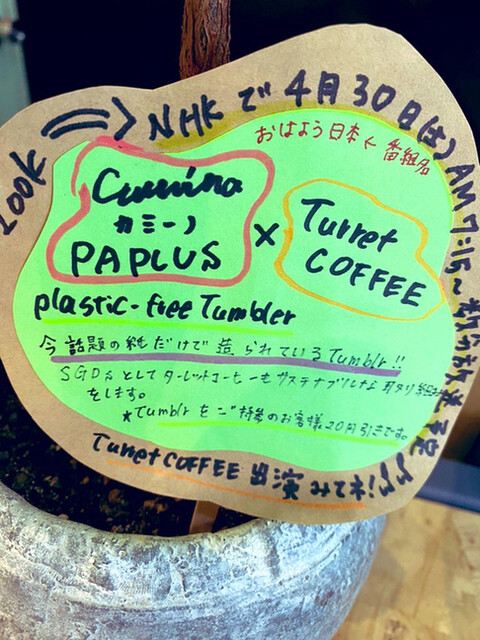 LOOK ⇒ NHKで4月30日(土)AM7:15〜 放送予定
おはよう日本 ← 番組名
Cumino
カミーノ
PAPLUS
×
Turret
COFFEE
plastic-free Tumbler
今話題の紙だけで造られているTumblr!!
SGDsとしてターレットコーヒーもサステナブルな取り組み
をします。
★Tumblrをご持参のお客様20円引きです。
Turret COFFEE 出演みてネ!